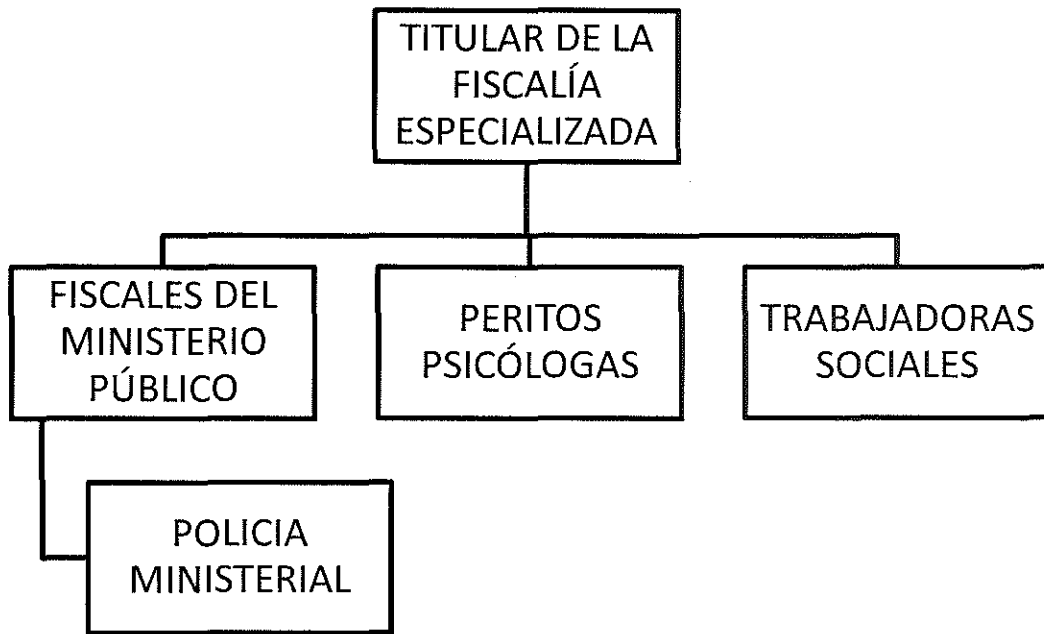 TITULAR DE LA
FISCALÍA
ESPECIALIZADA
FISCALES DEL
MINISTERIO
PÚBLICO
PERITOS
PSICÓLOGAS
TRABAJADORAS
SOCIALES
POLICIA
MINISTERIAL